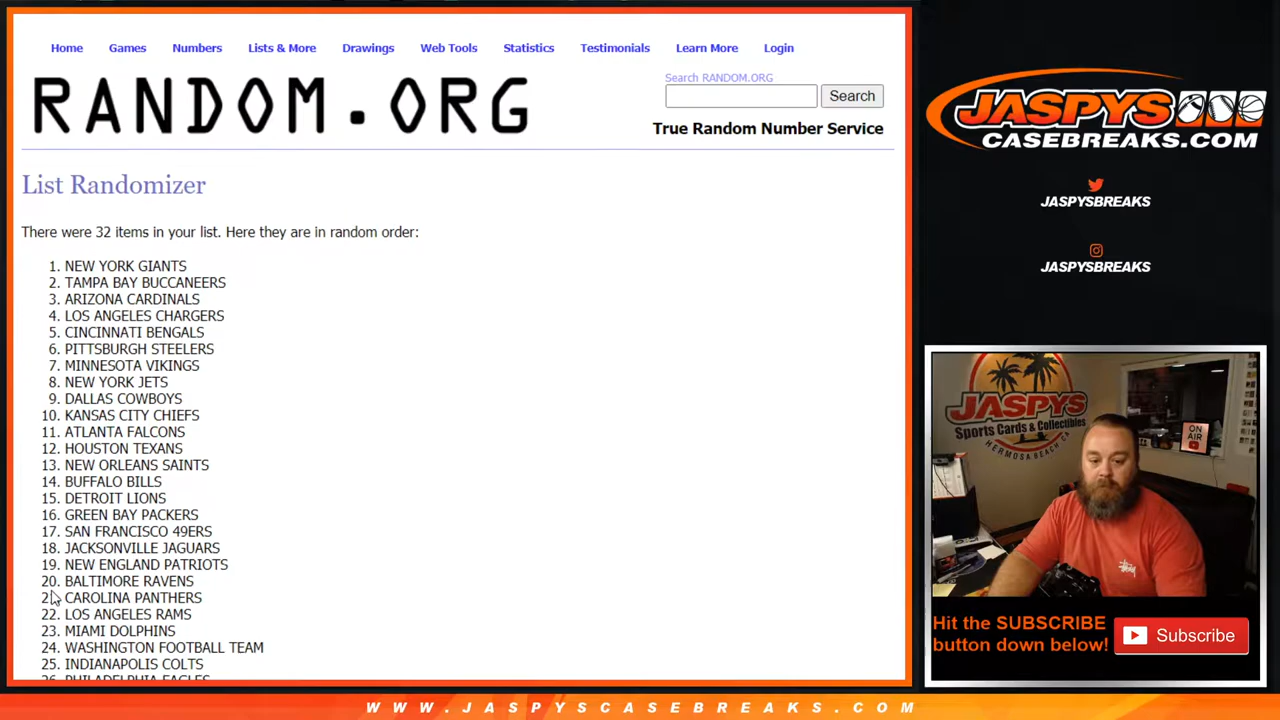 Home Games Numbers Lists & More Drawings Web Tools Statistics Testimonials Learn More Login
RANDOM.ORG
Search RANDOM.ORG
Search
True Random Number Service
List Randomizer
There were 32 items in your list. Here they are in random order:
1. NEW YORK GIANTS
2. TAMPA BAY BUCCANEERS
3. ARIZONA CARDINALS
4. LOS ANGELES CHARGERS
5. CINCINNATI BENGALS
6. PITTSBURGH STEELERS
7. MINNESOTA VIKINGS
8. NEW YORK JETS
9. DALLAS COWBOYS
10. KANSAS CITY CHIEFS
11. ATLANTA FALCONS
12. HOUSTON TEXANS
13. NEW ORLEANS SAINTS
14. BUFFALO BILLS
15. DETROIT LIONS
16. GREEN BAY PACKERS
17. SAN FRANCISCO 49ERS
18. JACKSONVILLE JAGUARS
19. NEW ENGLAND PATRIOTS
20. BALTIMORE RAVENS
21. CAROLINA PANTHERS
22. LOS ANGELES RAMS
23. MIAMI DOLPHINS
24. WASHINGTON FOOTBALL TEAM
25. INDIANAPOLIS COLTS
26. PHILADELPHIA EAGLES
JASPYS
CASEBREAKS.COM
JASPYSBREAKS
JASPYSBREAKS
JASPYS
Sports Cards & Collectibles
HERMOSA BEACH, CA
ON
AIR
Hit the SUBSCRIBE
button down below!
Subscribe
WWW.JASPYSCASEBREAKS.COM